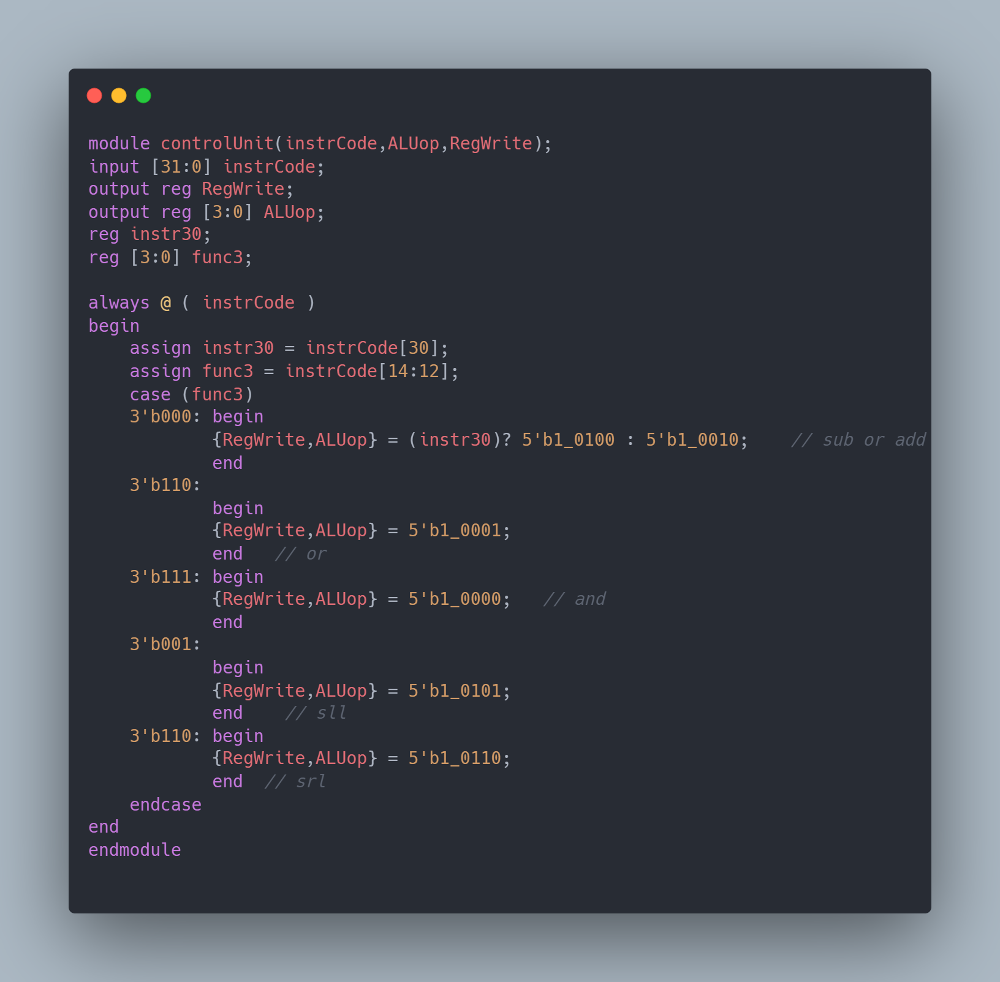 module controlUnit(instrCode,ALUop,RegWrite);
input [31:0] instrCode;
output reg RegWrite;
output reg [3:0] ALUop;
reg instr30;
reg [3:0] func3;

always @ ( instrCode )
begin
    assign instr30 = instrCode[30];
    assign func3 = instrCode[14:12];
    case (func3)
    3'b000: begin
            {RegWrite,ALUop} = (instr30)? 5'b1_0100 : 5'b1_0010;    // sub or add
            end
    3'b110:
            begin
            {RegWrite,ALUop} = 5'b1_0001;
            end   // or
    3'b111: begin
            {RegWrite,ALUop} = 5'b1_0000;   // and
            end
    3'b001:
            begin
            {RegWrite,ALUop} = 5'b1_0101;
            end    // sll
    3'b110: begin
            {RegWrite,ALUop} = 5'b1_0110;
            end  // srl
    endcase
end
endmodule